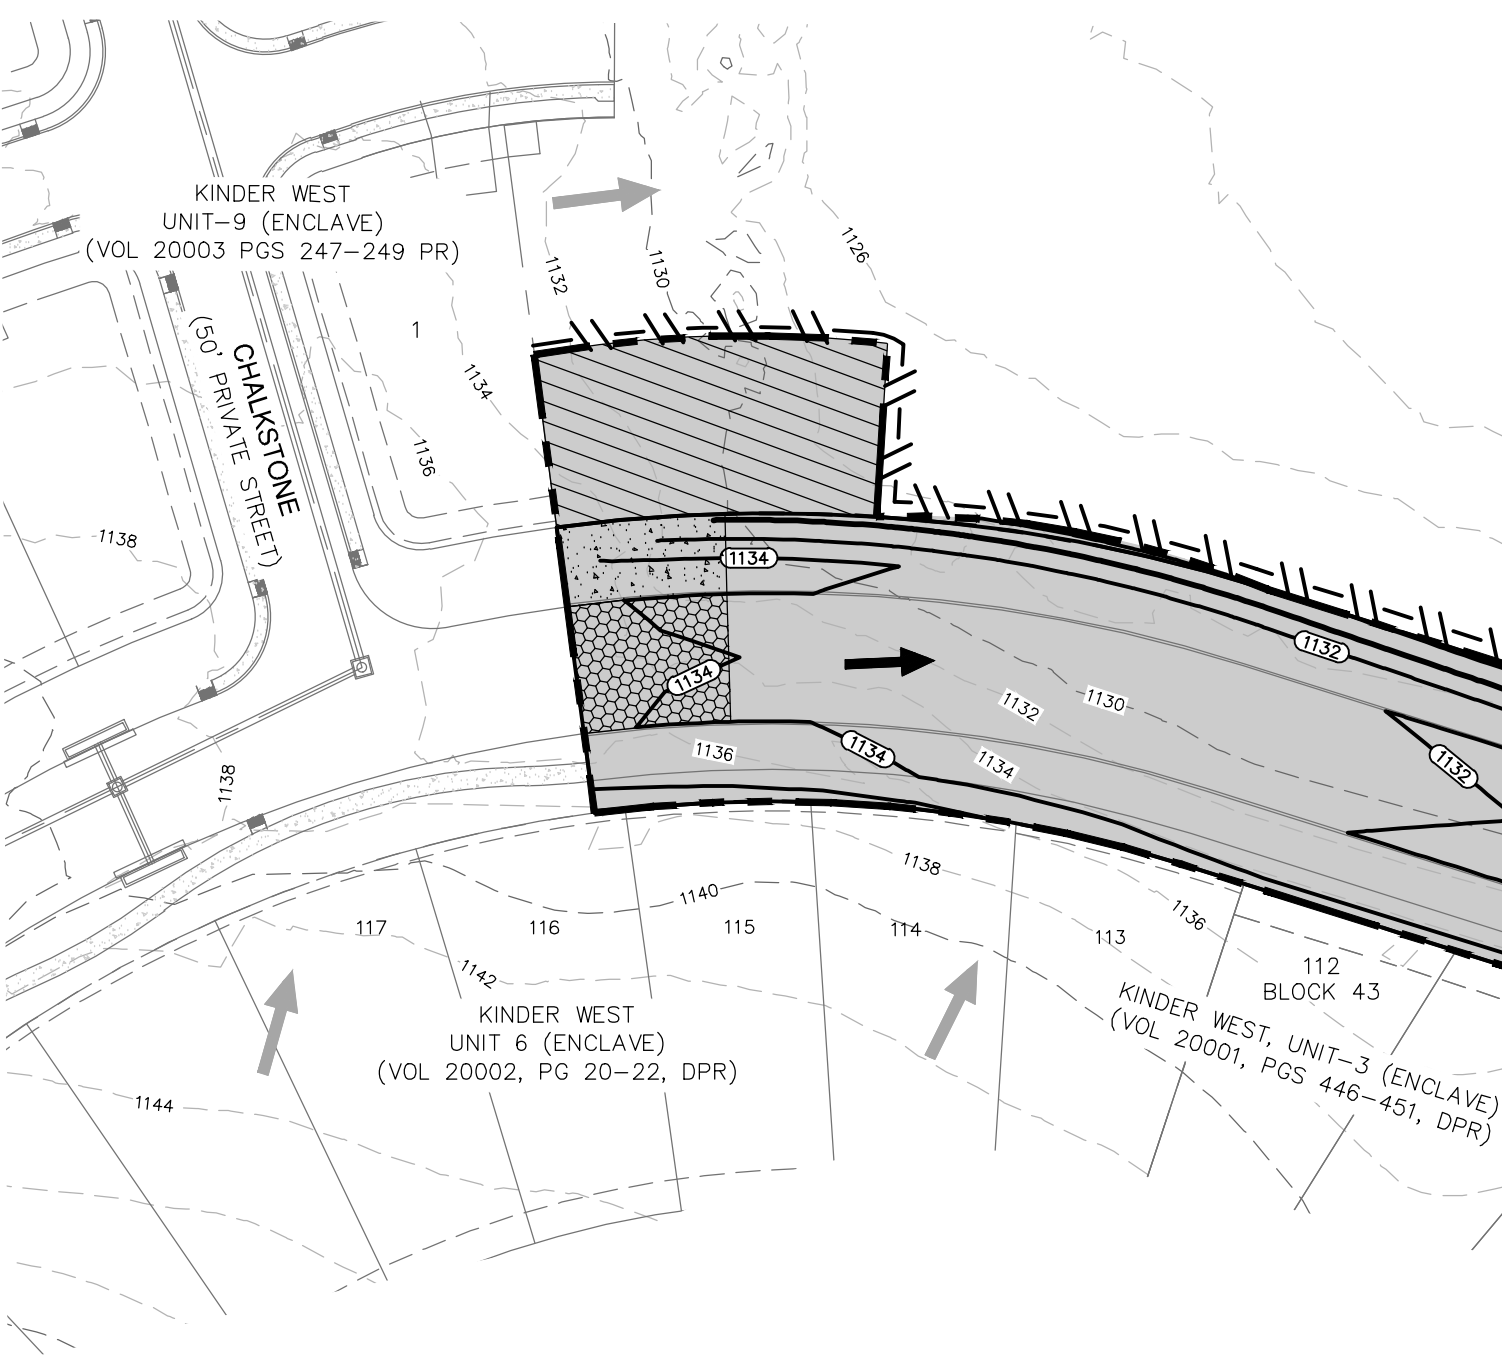 KINDER WEST
UNIT-9 (ENCLAVE)
(VOL 20003 PGS 247-249 PR)
1126
1132
1130
1
CHALKSTONE
(50' PRIVATE STREET)
1134
1136
1138
1134
1132
1134
1132
1130
1136
1134
1134
1132
1138
1138
1140
1136
117
116
115
114
113
112
BLOCK 43
1142
KINDER WEST
UNIT 6 (ENCLAVE)
(VOL 20002, PG 20-22, DPR)
KINDER WEST, UNIT-3 (ENCLAVE)
(VOL 20001, PGS 446-451, DPR)
1144